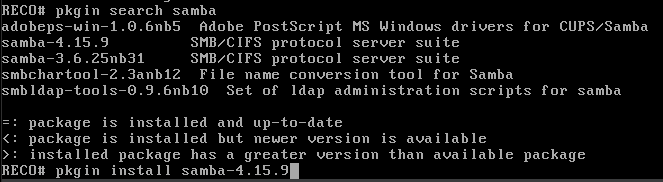 RECO# pkgin search samba
adobeps-win-1.0.6nb5  Adobe PostScript MS Windows drivers for CUPS/Samba
samba-4.15.9         SMB/CIFS protocol server suite
samba-3.6.25nb31     SMB/CIFS protocol server suite
smbchartool-2.3anb12  File name conversion tool for Samba
smbldap-tools-0.9.6nb10  Set of ldap administration scripts for samba

=: package is installed and up-to-date
<: package is installed but newer version is available
>: installed package has a greater version than available package
RECO# pkgin install samba-4.15.9